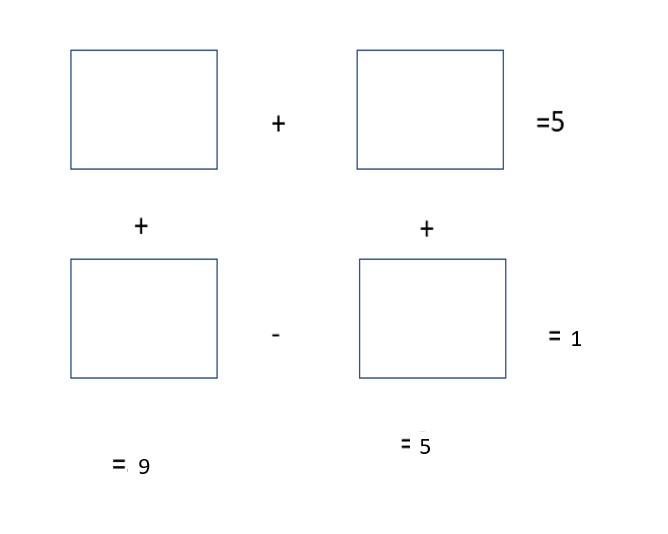 + =5
+ +
- = 1
= 5
= 9